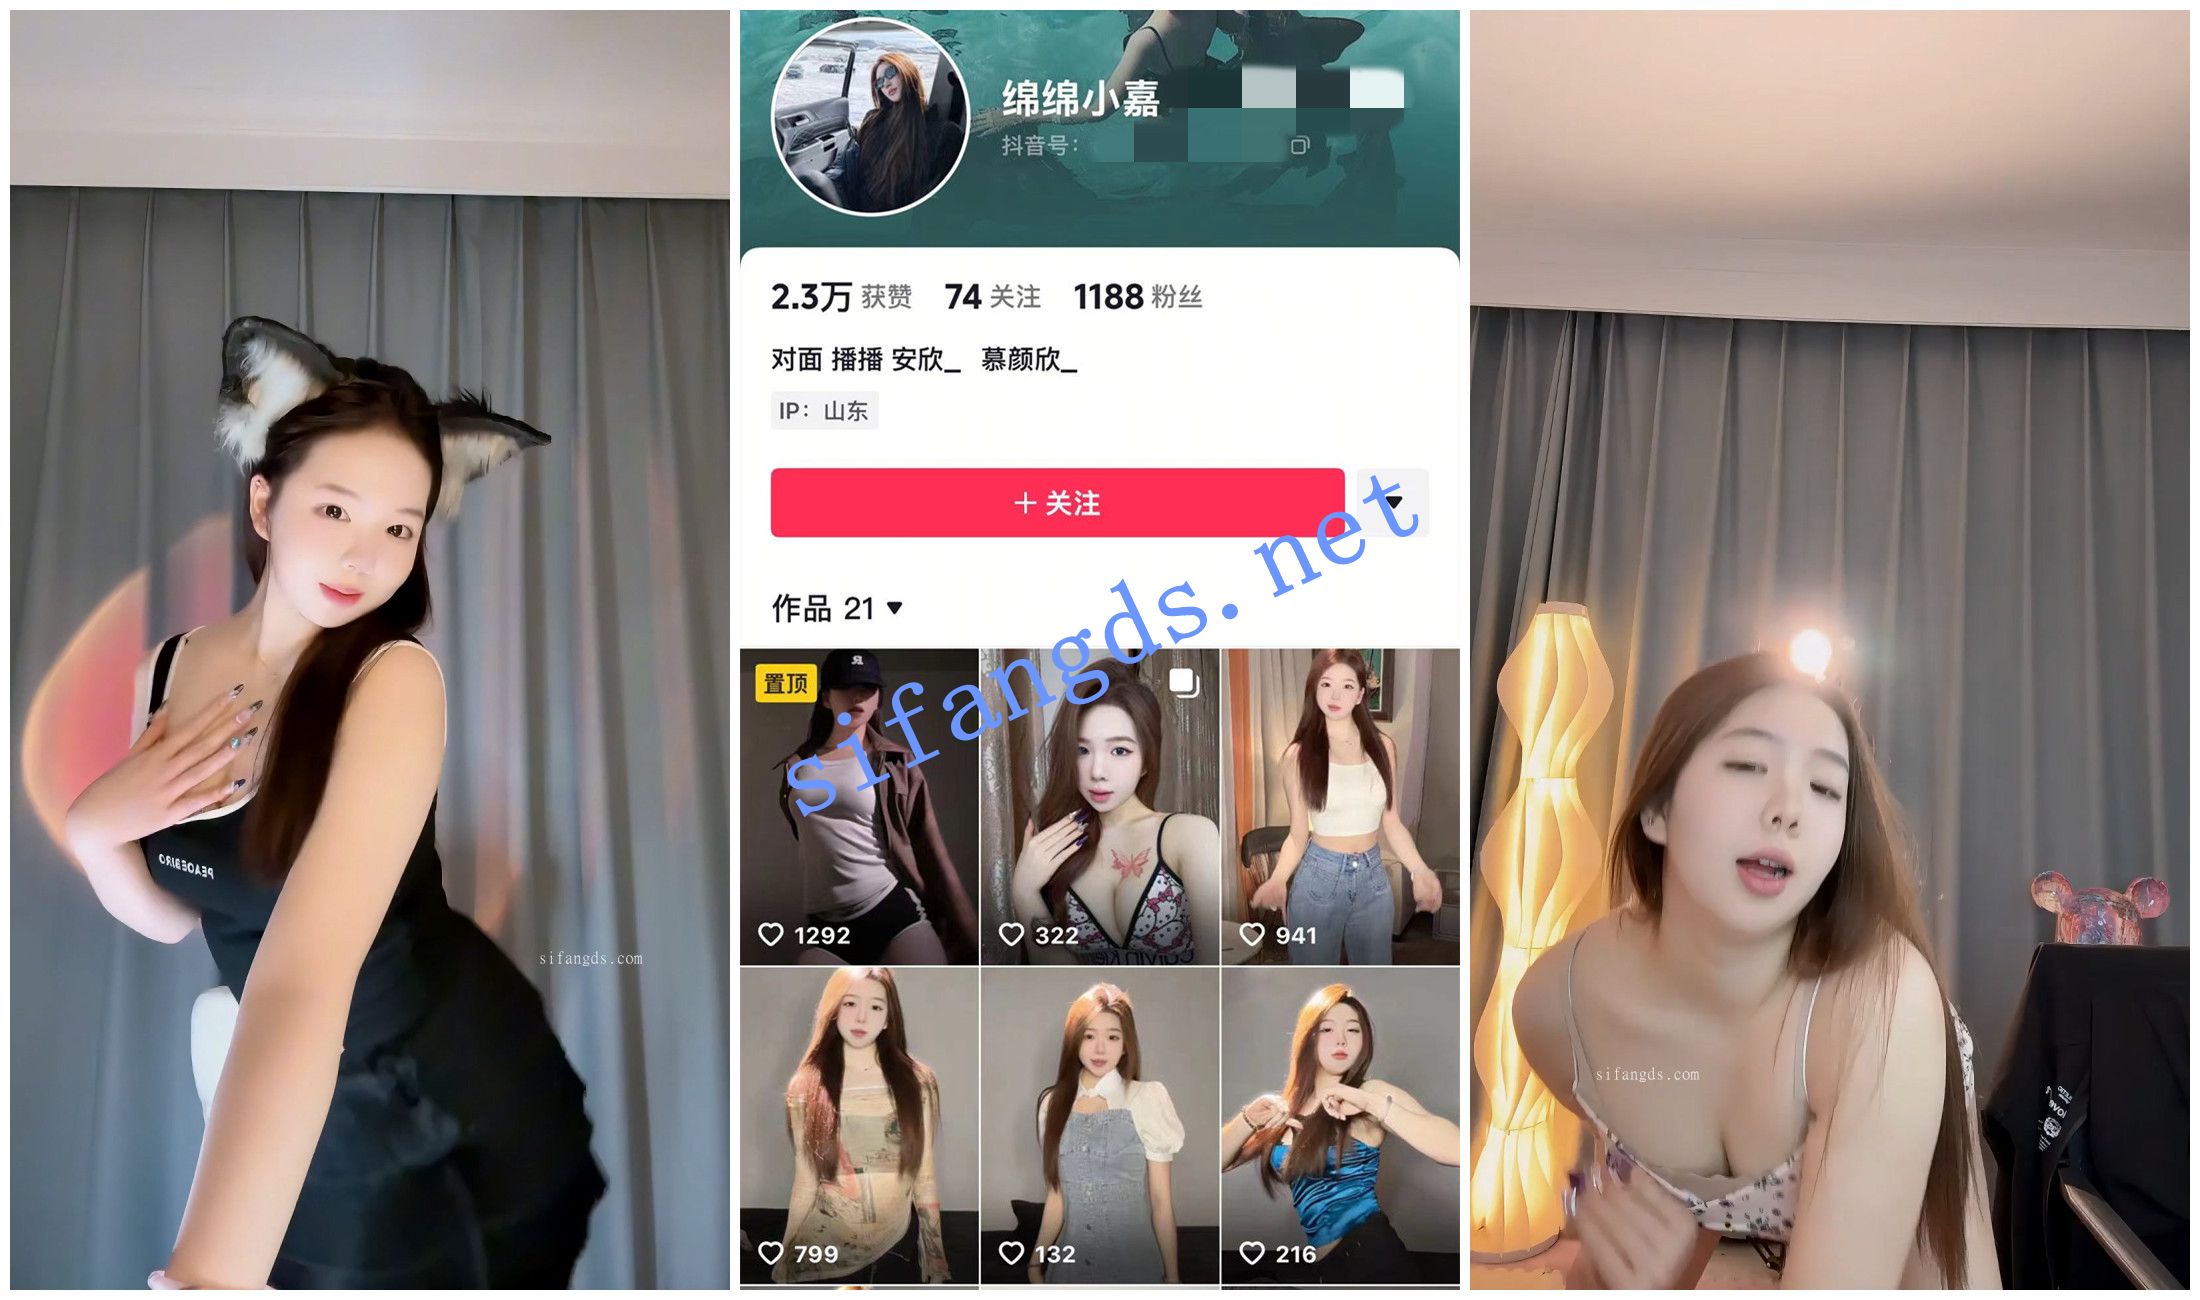 PEACEBIRD
sifangds.com
绵绵小嘉
抖音号：
2.3万 获赞 74 关注 1188 粉丝
对面 播播 安欣_ 慕颜欣_
IP：山东
＋ 关注
作品 21
sifangds.net
置顶
1292
322
941
799
132
216
sifangds.com